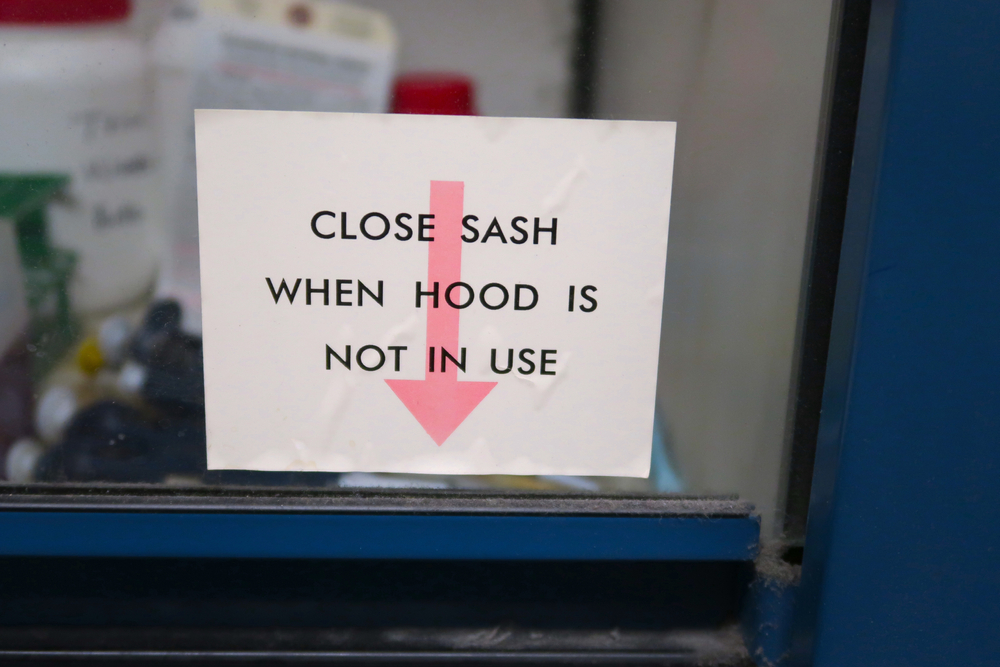 CLOSE SASH
WHEN HOOD IS
NOT IN USE